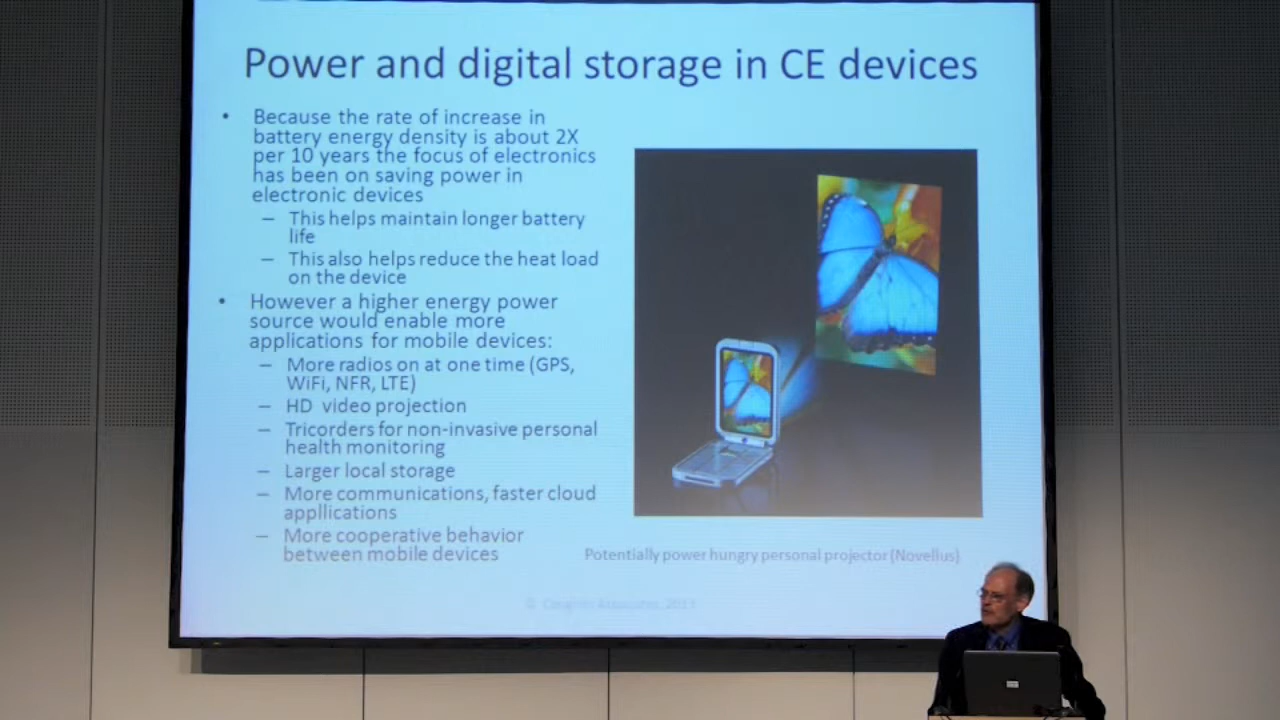 Power and digital storage in CE devices
• Because the rate of increase in
battery energy density is about 2X
per 10 years the focus of electronics
has been on saving power in
electronic devices
– This helps maintain longer battery
life
– This also helps reduce the heat load
on the device
• However a higher energy power
source would enable more
applications for mobile devices:
– More radios on at one time (GPS,
WiFi, NFR, LTE)
– HD video projection
– Tricorders for non-invasive personal
health monitoring
– Larger local storage
– More communications, faster cloud
appllications
– More cooperative behavior
between mobile devices
Potentially power hungry personal projector (Novellus)
© Coughlin Associates, 2011